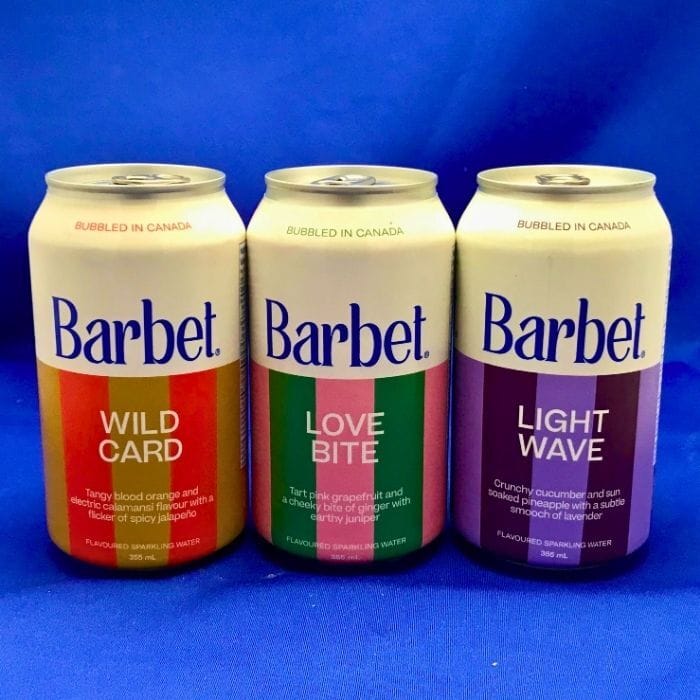 BUBBLED IN CANADA
Barbet
WILD
CARD
Tangy blood orange and
electric calamansi flavour with a
flicker of spicy jalapeño
FLAVOURED SPARKLING WATER
355 mL
BUBBLED IN CANADA
Barbet
LOVE
BITE
Tart pink grapefruit and
a cheeky bite of ginger with
earthy juniper
FLAVOURED SPARKLING WATER
355 mL
BUBBLED IN CANADA
Barbet
LIGHT
WAVE
Crunchy cucumber and sun
soaked pineapple with a subtle
smooch of lavender
FLAVOURED SPARKLING WATER
355 mL